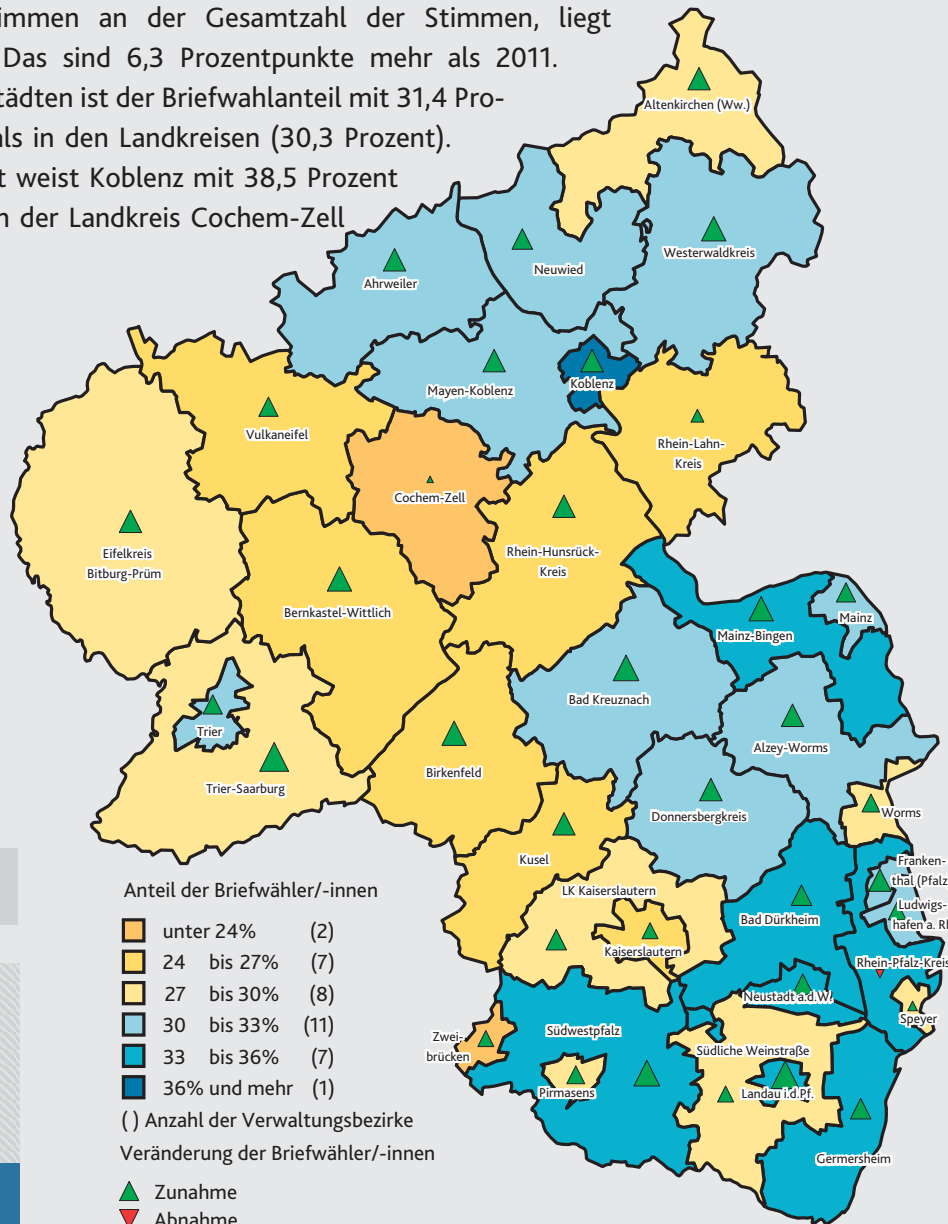 immen an der Gesamtzahl der Stimmen, liegt
Das sind 6,3 Prozentpunkte mehr als 2011.
tädten ist der Briefwahlanteil mit 31,4 Pro-
als in den Landkreisen (30,3 Prozent).
t weist Koblenz mit 38,5 Prozent
n der Landkreis Cochem-Zell
Altenkirchen (Ww.)
Westerwaldkreis
Neuwied
Ahrweiler
Mayen-Koblenz
Koblenz
Vulkaneifel
Rhein-Lahn-
Kreis
Cochem-Zell
Eifelkreis
Bitburg-Prüm
Rhein-Hunsrück-
Kreis
Bernkastel-Wittlich
Mainz-Bingen
Mainz
Bad Kreuznach
Trier
Trier-Saarburg
Alzey-Worms
Birkenfeld
Donnersbergkreis
Worms
Kusel
LK Kaiserslautern
Kaiserslautern
Bad Dürkheim
Franken-
thal (Pfalz
Ludwigs-
hafen a. Rh
Rhein-Pfalz-Kreis
Neustadt a.d.W.
Speyer
Zwei-
brücken
Südwestpfalz
Südliche Weinstraße
Pirmasens
Landau i.d.Pf.
Germersheim
Anteil der Briefwähler/-innen
unter 24% (2)
24 bis 27% (7)
27 bis 30% (8)
30 bis 33% (11)
33 bis 36% (7)
36% und mehr (1)
( ) Anzahl der Verwaltungsbezirke
Veränderung der Briefwähler/-innen
Zunahme
Abnahme